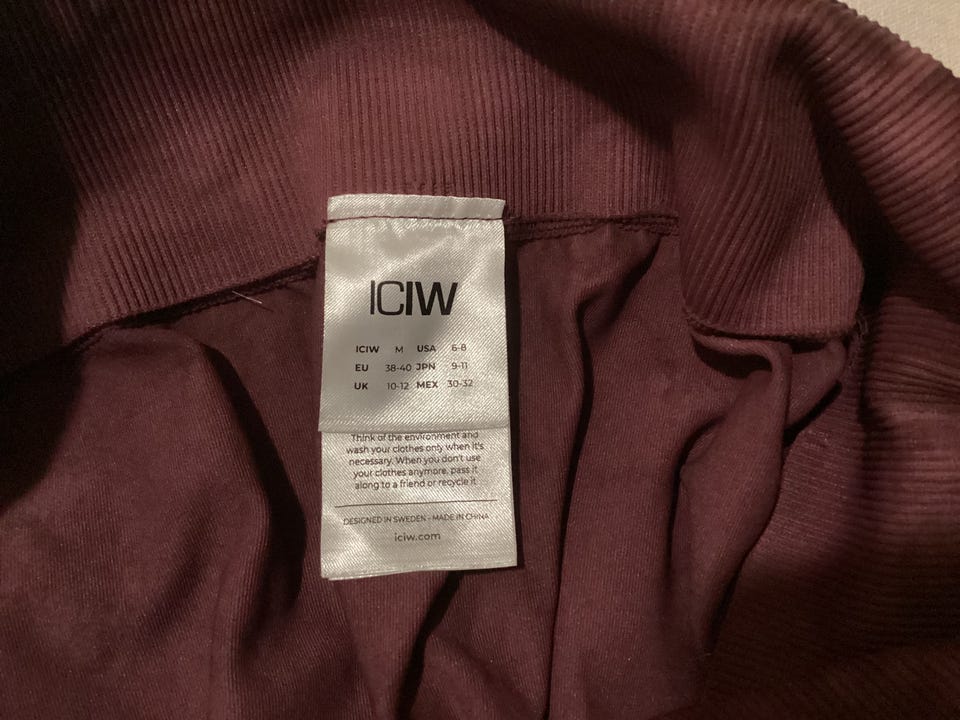 ICIW
ICIW M USA 6-8
EU 38-40 JPN 9-11
UK 10-12 MEX 30-32
Think of the environment and
wash your clothes only when it's
necessary. When you don't use
your clothes anymore, pass it
along to a friend or recycle it
DESIGNED IN SWEDEN - MADE IN CHINA
iciw.com